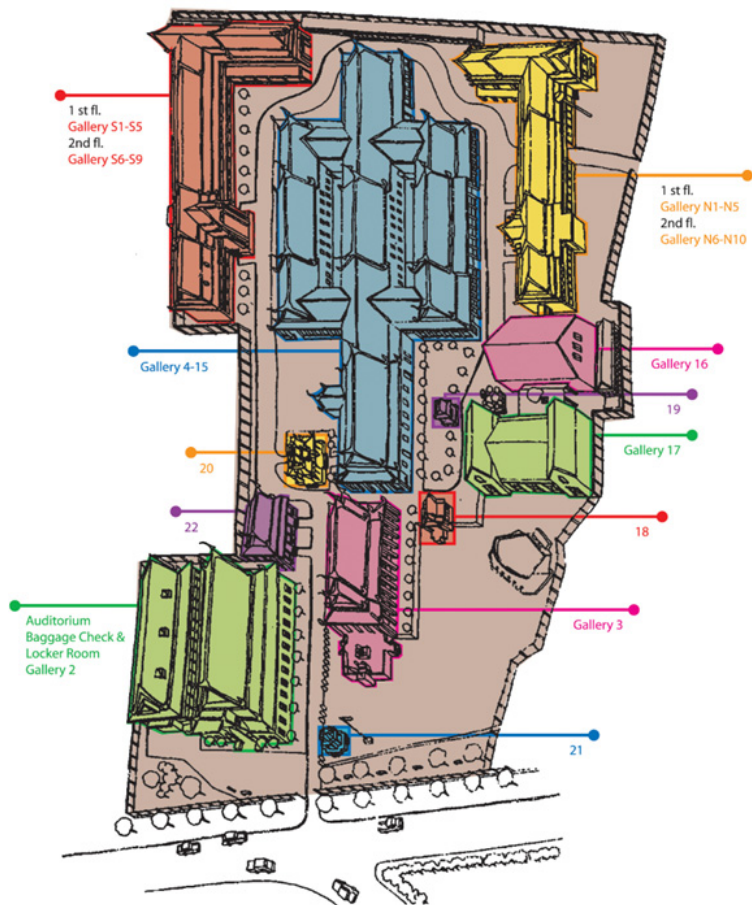 1 st fl.
Gallery S1-S5
2nd fl.
Gallery S6-S9
1st fl.
Gallery N1-N5
2nd fl.
Gallery N6-N10
Gallery 4-15
Gallery 16
19
Gallery 17
20
22
18
Auditorium
Baggage Check &
Locker Room
Gallery 2
Gallery 3
21